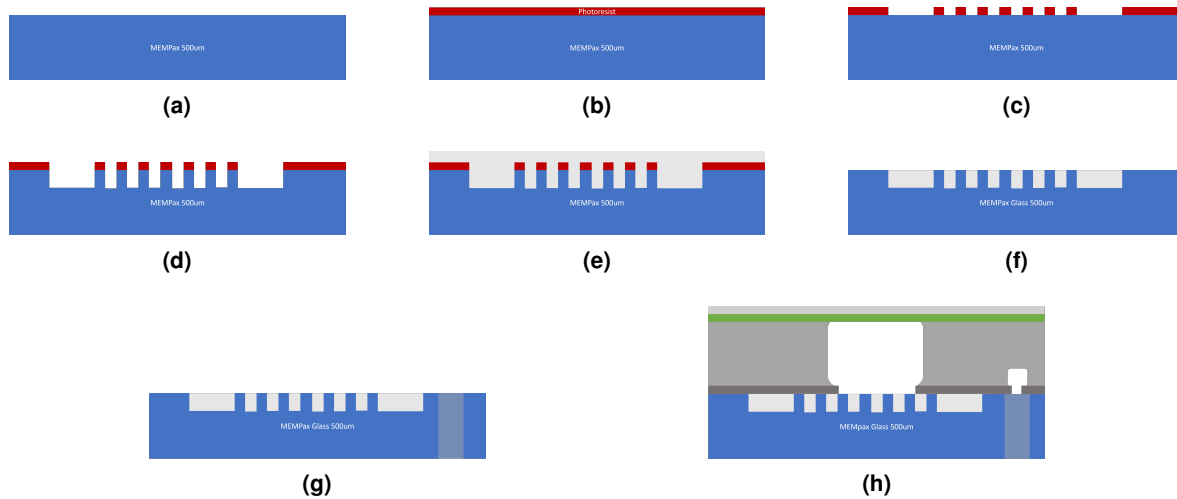 MEMPax 500um
(a)
Photoresist
MEMPax 500um
(b)
MEMPax 500um
(c)
MEMPax 500um
(d)
MEMPax 500um
(e)
MEMPax Glass 500um
(f)
MEMPax Glass 500um
(g)
MEMpax Glass 500um
(h)